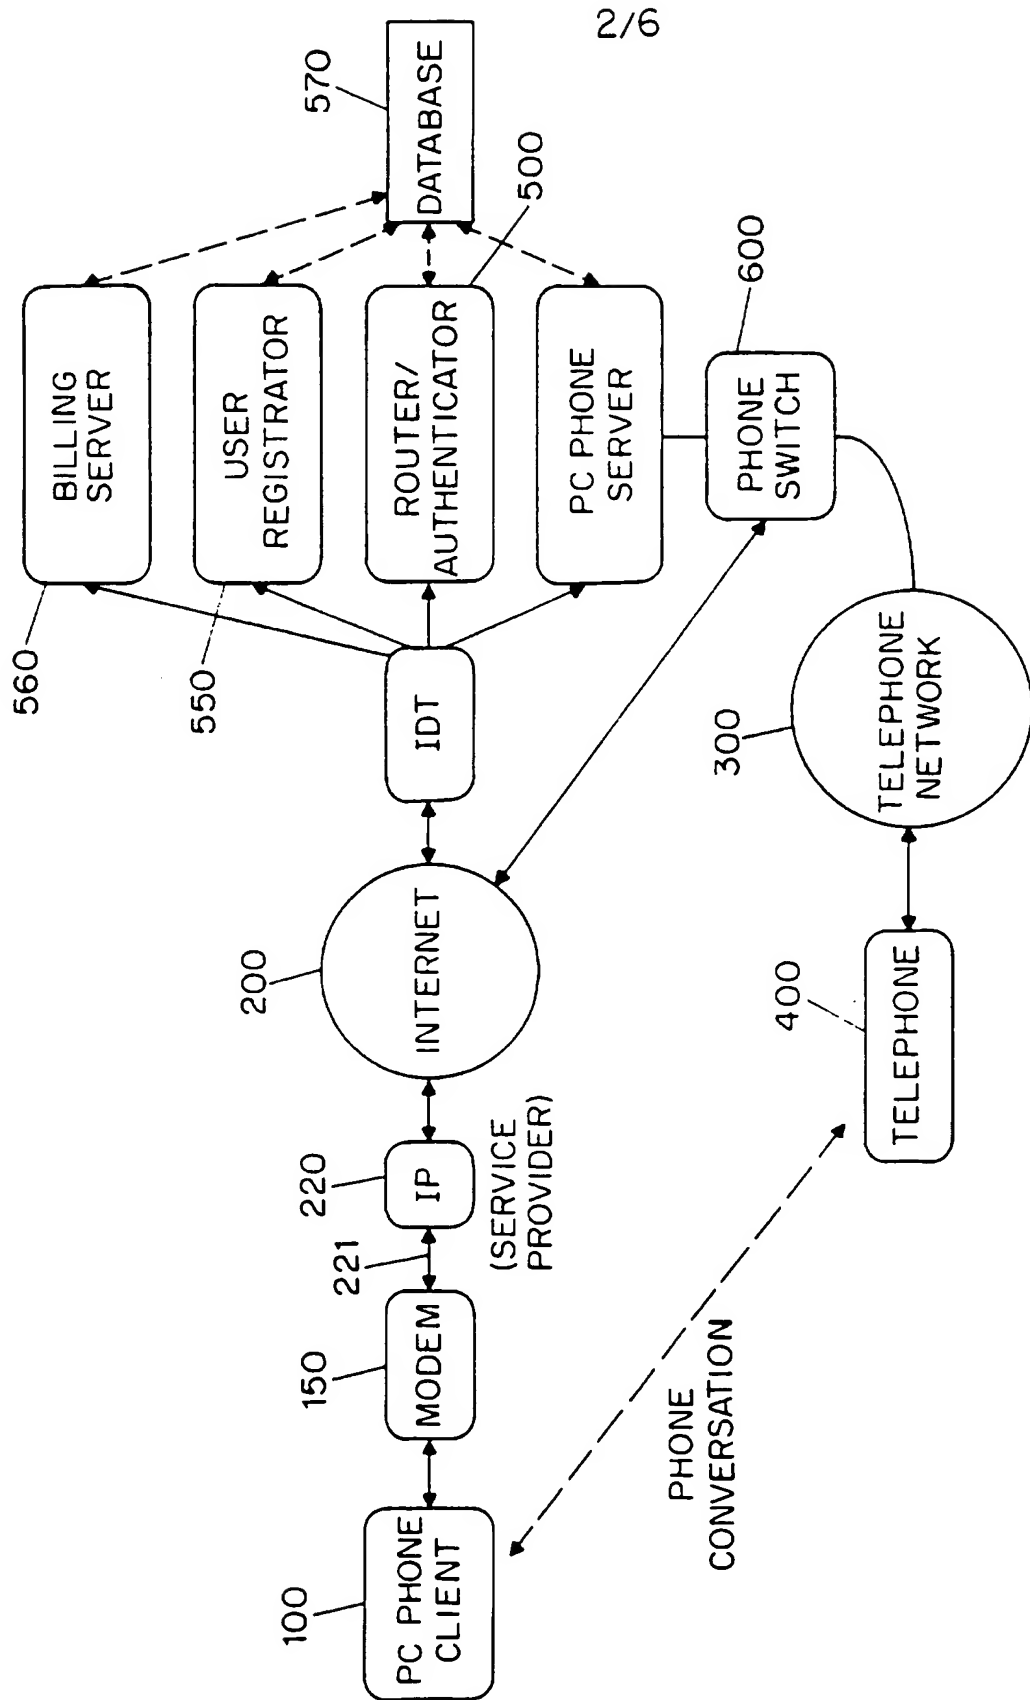 2/6
560
BILLING
SERVER
550
USER
REGISTRATOR
570
DATABASE
ROUTER/
AUTHENTICATOR
500
PC PHONE
SERVER
IDT
600
PHONE
SWITCH
200
INTERNET
220
IP
(SERVICE
PROVIDER)
221
150
MODEM
100
PC PHONE
CLIENT
PHONE
CONVERSATION
300
TELEPHONE
NETWORK
400
TELEPHONE